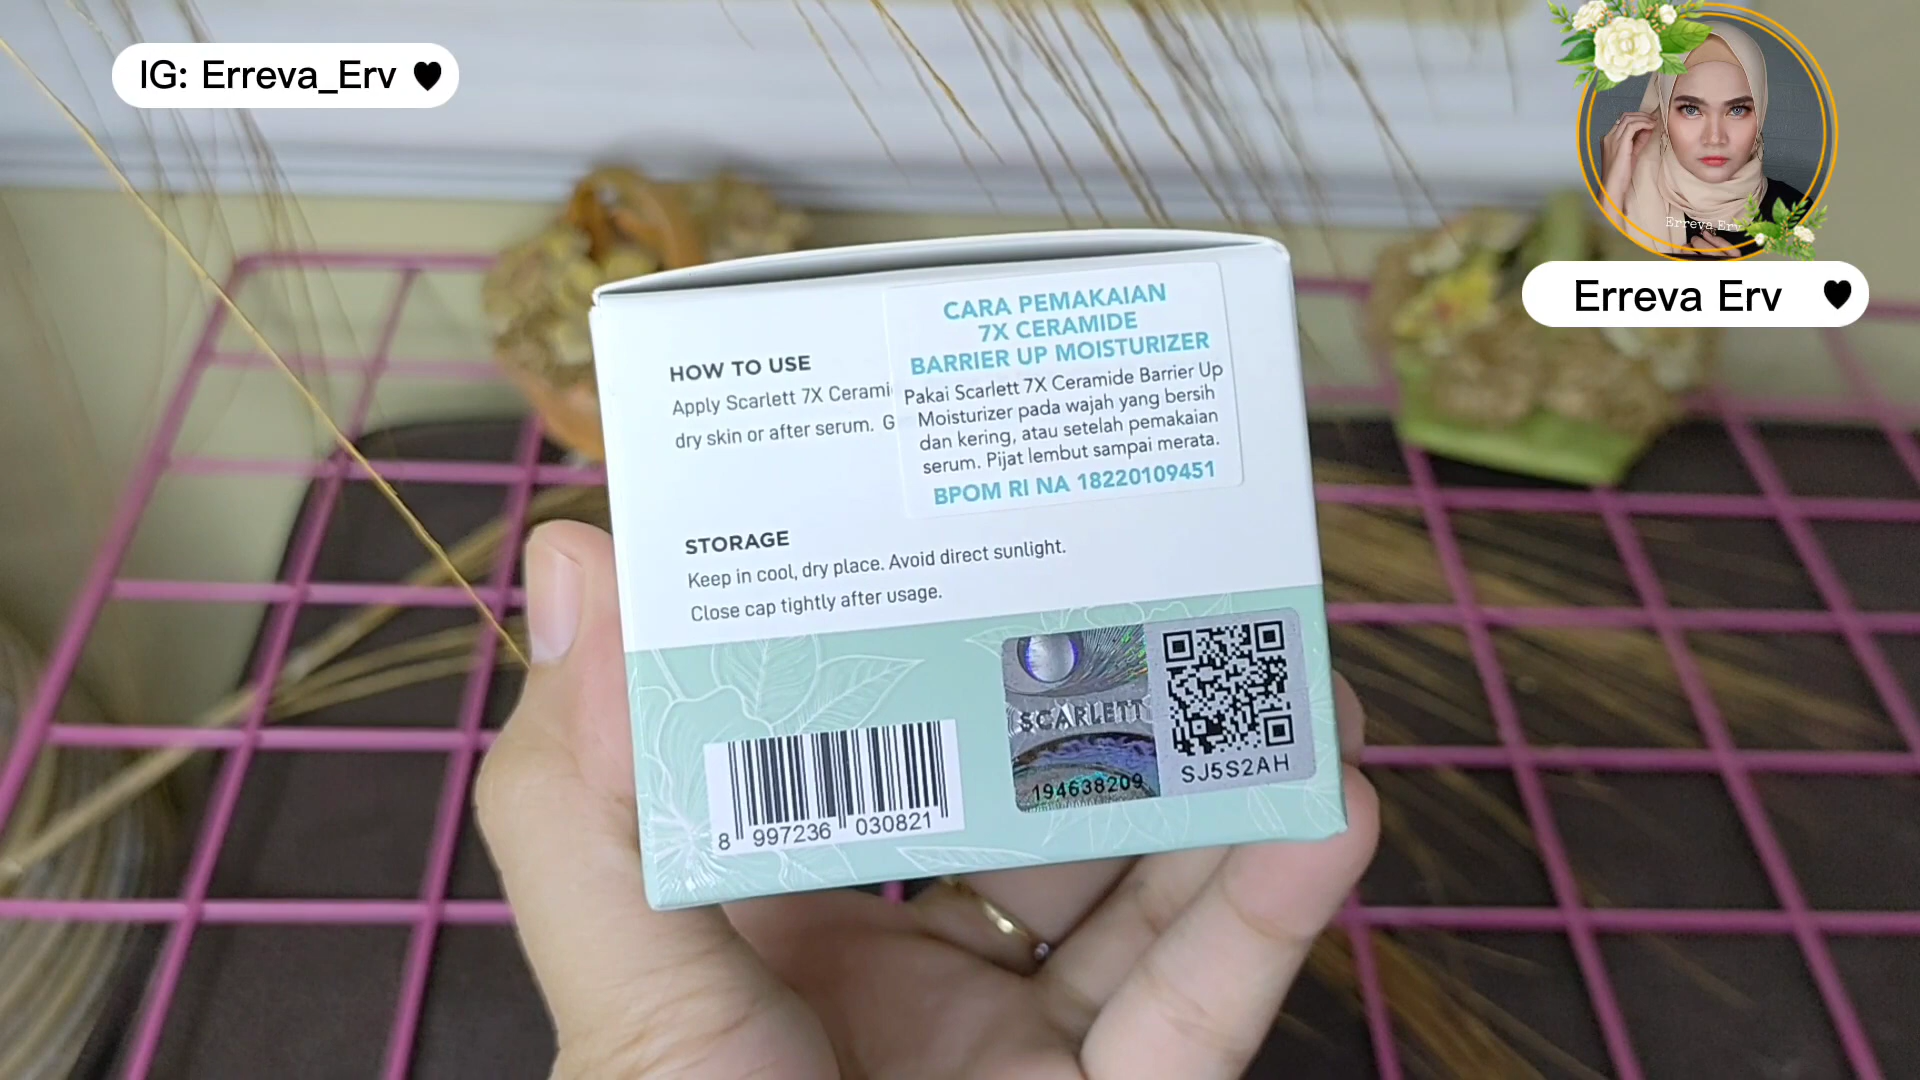 IG: Erreva_Erv ♥
Erreva Erv
Erreva Erv ♥
HOW TO USE
Apply Scarlett 7X Cerami
dry skin or after serum. G
CARA PEMAKAIAN
7X CERAMIDE
BARRIER UP MOISTURIZER
Pakai Scarlett 7X Ceramide Barrier Up
Moisturizer pada wajah yang bersih
dan kering, atau setelah pemakaian
serum. Pijat lembut sampai merata.
BPOM RI NA 18220109451
STORAGE
Keep in cool, dry place. Avoid direct sunlight.
Close cap tightly after usage.
8 997236 030821
SCARLETT
194638209
SJ5S2AH